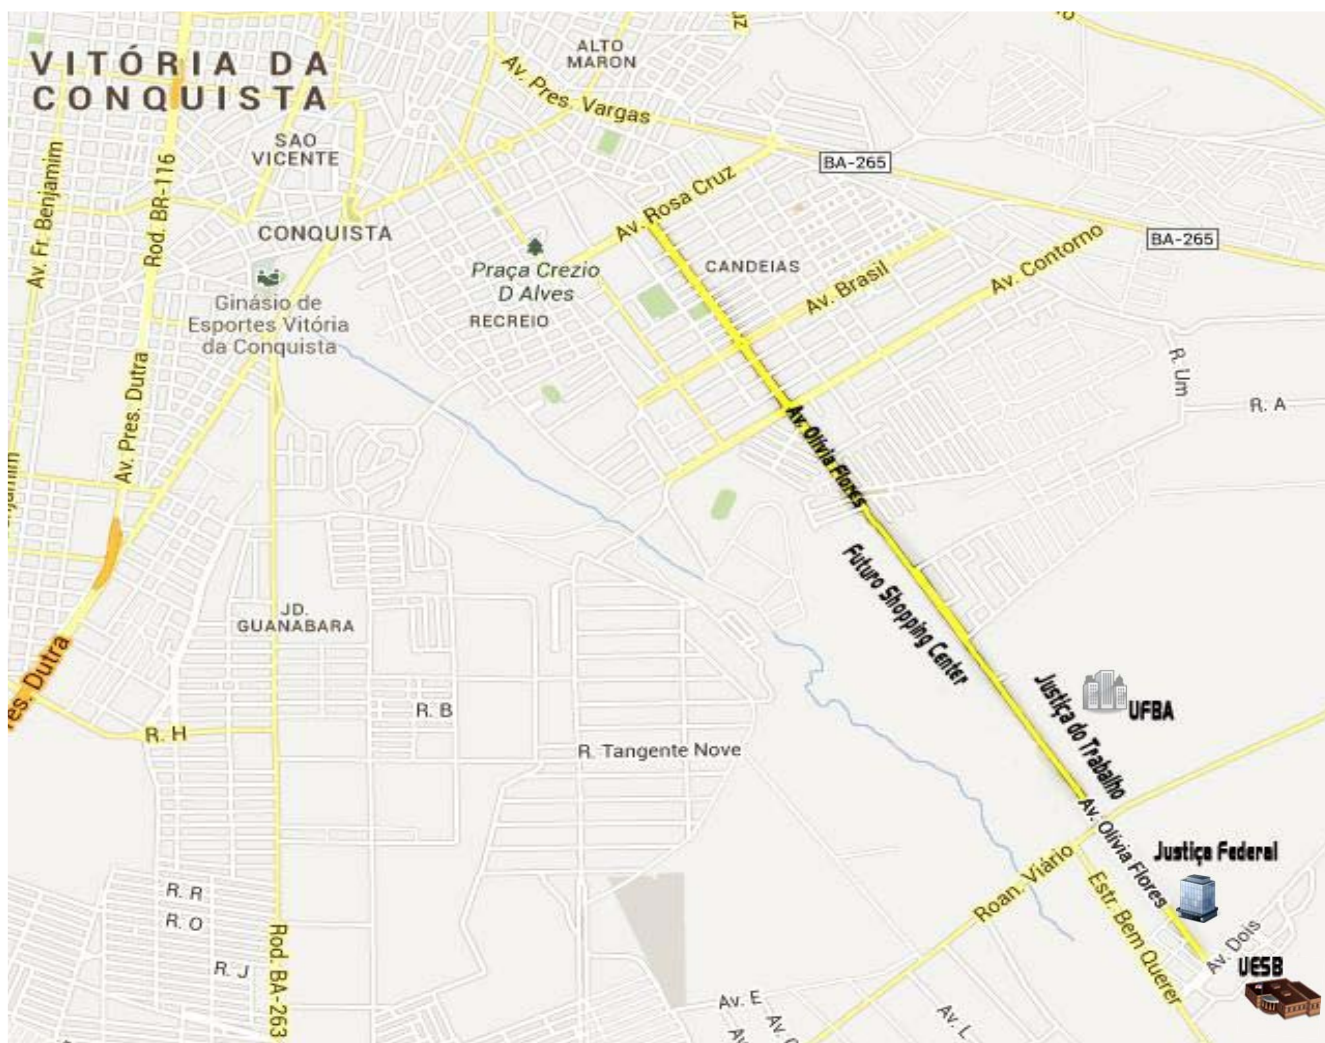 VITÓRIA DA
CONQUISTA
ALTO
MARON
Av. Pres. Vargas
BA-265
SAO
VICENTE
Av. Fr. Benjamim
Rod. BR-116
CONQUISTA
Av. Rosa Cruz
BA-265
Praça Crezio
D Alves
CANDEIAS
Av. Brasil
Av. Contorno
Ginásio de
Esportes Vitória
da Conquista
RECREIO
R. Um
R. A
Av. Pres. Dutra
Av. Olívia Flores
Futuro Shopping Center
JD.
GUANABARA
es. Dutra
R. B
R. H
R. Tangente Nove
Justiça do Trabalho
UFBA
Av. Olívia Flores
Justiça Federal
Roan. Viário
Estr. Bem Querer
R. R
R. O
R. J
Rod. BA-263
Av. Dois
UESB
Av. E
Av. L